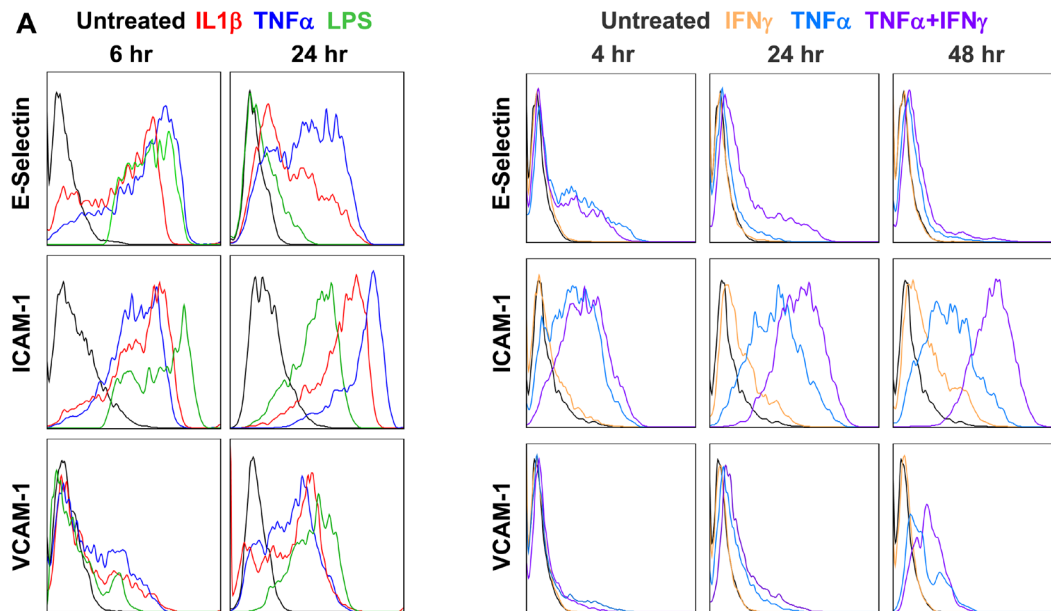 A
Untreated IL1β TNFα LPS
6 hr 24 hr
E-Selectin
ICAM-1
VCAM-1
Untreated IFNγ TNFα TNFα+IFNγ
4 hr 24 hr 48 hr
E-Selectin
ICAM-1
VCAM-1